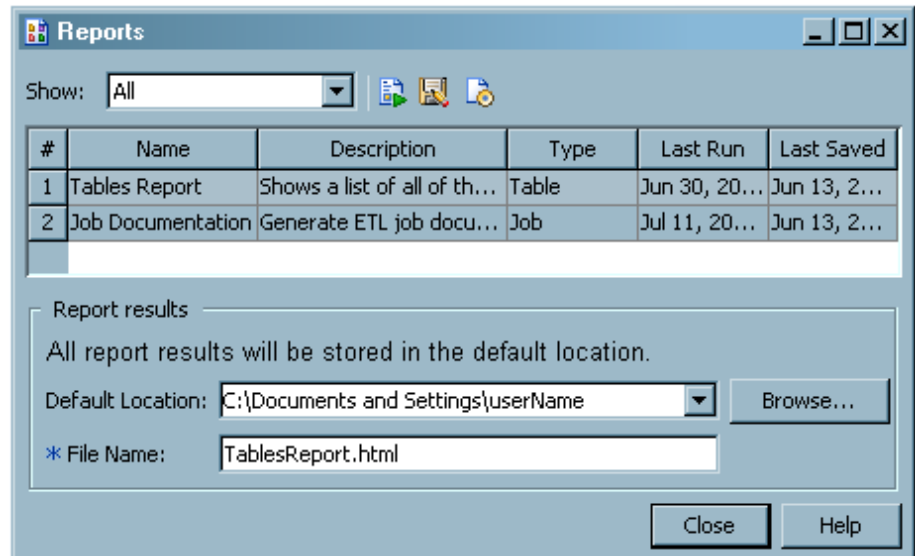 Reports
Show: All
# Name Description Type Last Run Last Saved
1 Tables Report Shows a list of all of th... Table Jun 30, 20... Jun 13, 2...
2 Job Documentation Generate ETL job docu... Job Jul 11, 20... Jun 13, 2...
Report results
All report results will be stored in the default location.
Default Location: C:\Documents and Settings\userName Browse...
* File Name: TablesReport.html
Close Help